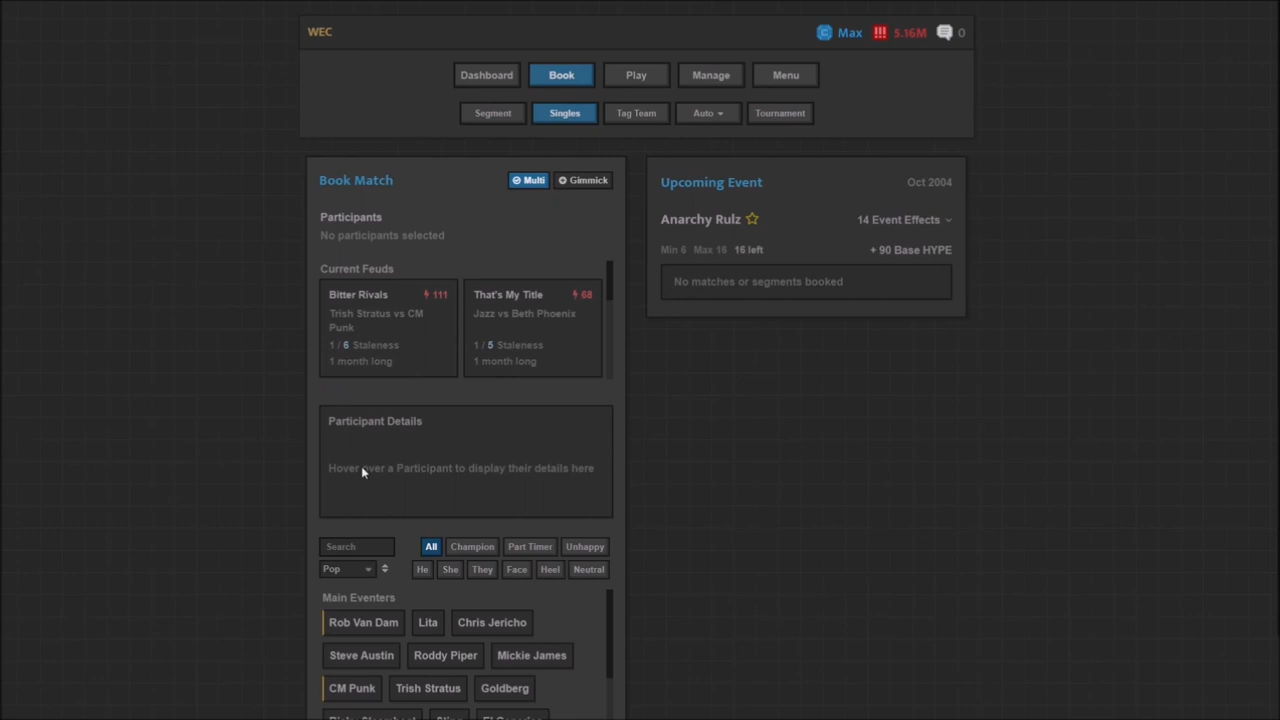 WEC
Max
5.16M
0
Dashboard
Book
Play
Manage
Menu
Segment
Singles
Tag Team
Auto
Tournament
Book Match
Multi
Gimmick
Participants
No participants selected
Current Feuds
Bitter Rivals
111
Trish Stratus vs CM
Punk
1 / 6 Staleness
1 month long
That's My Title
68
Jazz vs Beth Phoenix
1 / 5 Staleness
1 month long
Participant Details
Hover over a Participant to display their details here
Search
All
Champion
Part Timer
Unhappy
Pop
He
She
They
Face
Heel
Neutral
Main Eventers
Rob Van Dam
Lita
Chris Jericho
Steve Austin
Roddy Piper
Mickie James
CM Punk
Trish Stratus
Goldberg
Ricky Steamboat
Sting
El Generico
Upcoming Event
Oct 2004
Anarchy Rulz
14 Event Effects
Min 6 Max 16 16 left
+ 90 Base HYPE
No matches or segments booked